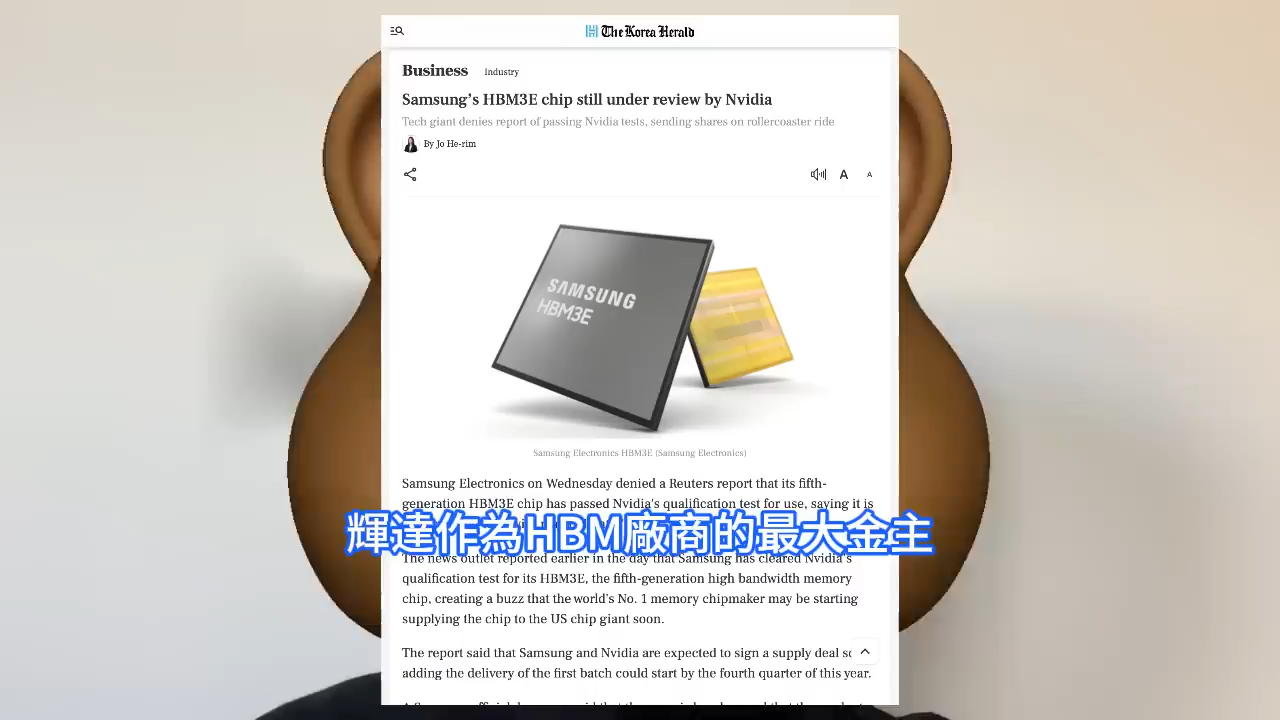 The Korea Herald
Business Industry
Samsung's HBM3E chip still under review by Nvidia
Tech giant denies report of passing Nvidia tests, sending shares on rollercoaster ride
By Jo He-rim
A A
SAMSUNG
HBM3E
Samsung Electronics HBM3E (Samsung Electronics)
Samsung Electronics on Wednesday denied a Reuters report that its fifth-
generation HBM3E chip has passed Nvidia's qualification test for use, saying it is
輝達作為HBM廠商的最大金主
The news outlet reported earlier in the day that Samsung has cleared Nvidia's
qualification test for its HBM3E, the fifth-generation high bandwidth memory
chip, creating a buzz that the world's No. 1 memory chipmaker may be starting
supplying the chip to the US chip giant soon.
The report said that Samsung and Nvidia are expected to sign a supply deal
adding the delivery of the first batch could start by the fourth quarter of this year.